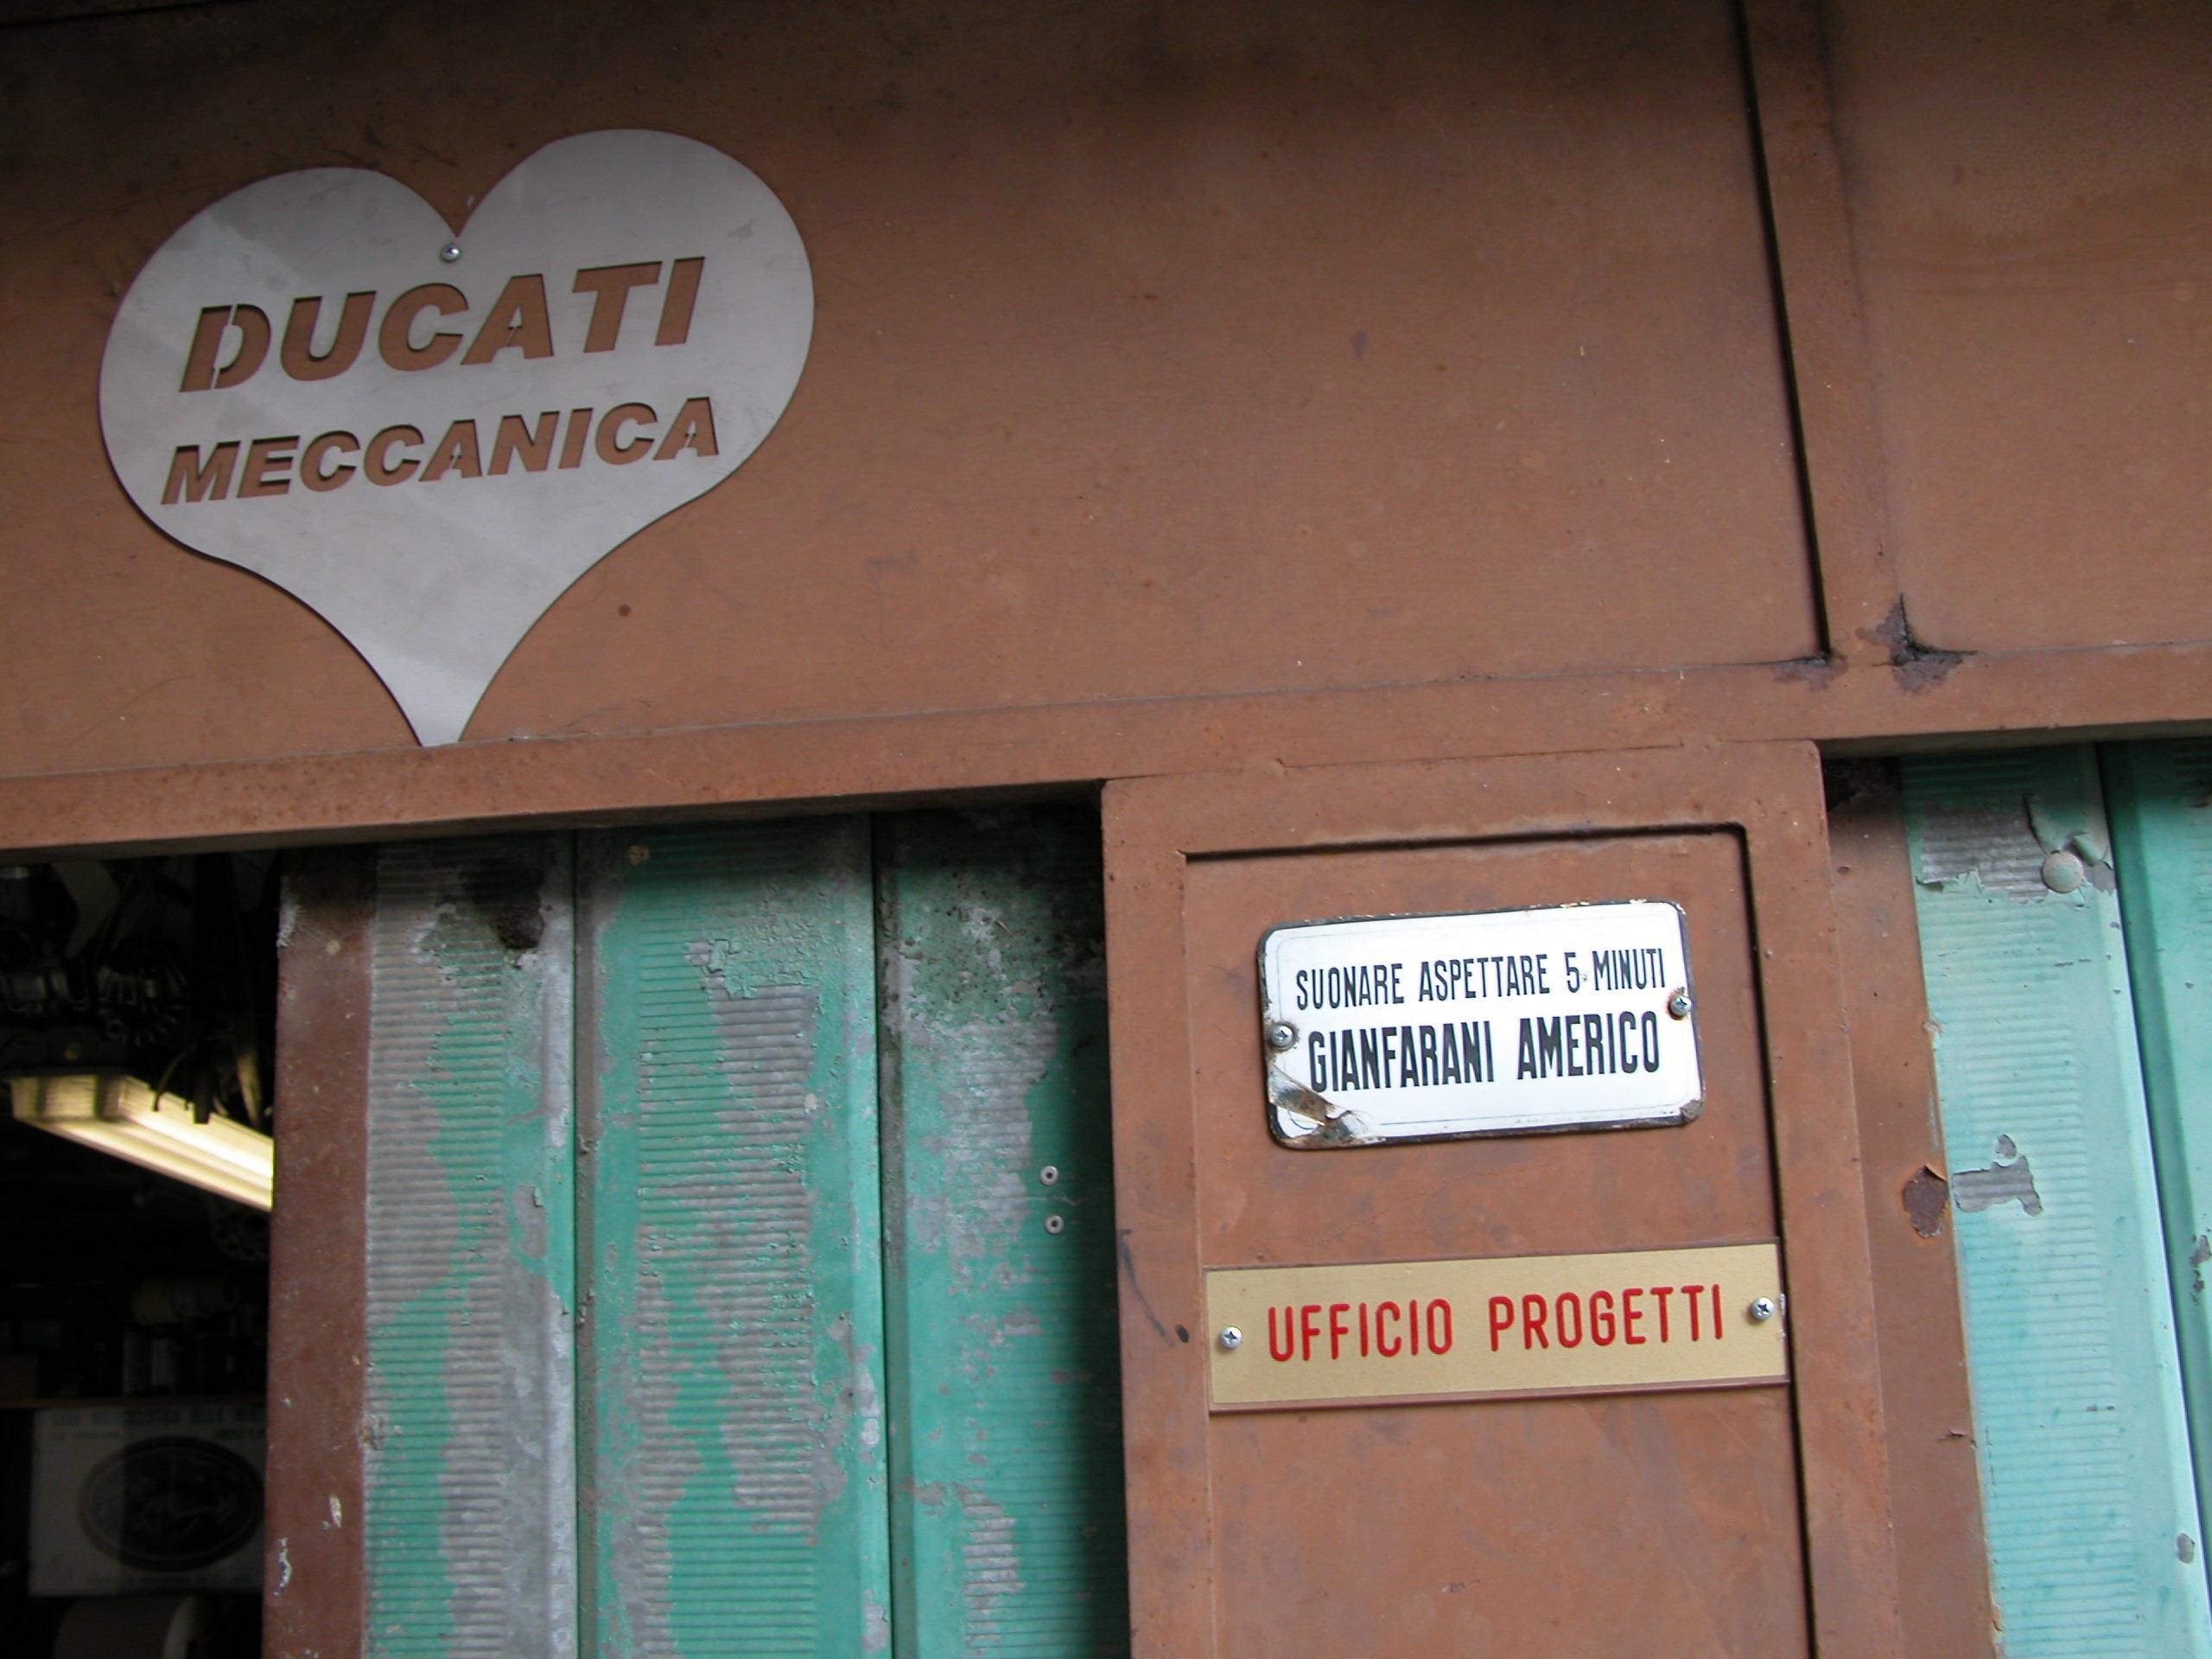 DUCATI
MECCANICA
SUONARE ASPETTARE 5 MINUTI
GIANFARANI AMERICO
UFFICIO PROGETTI